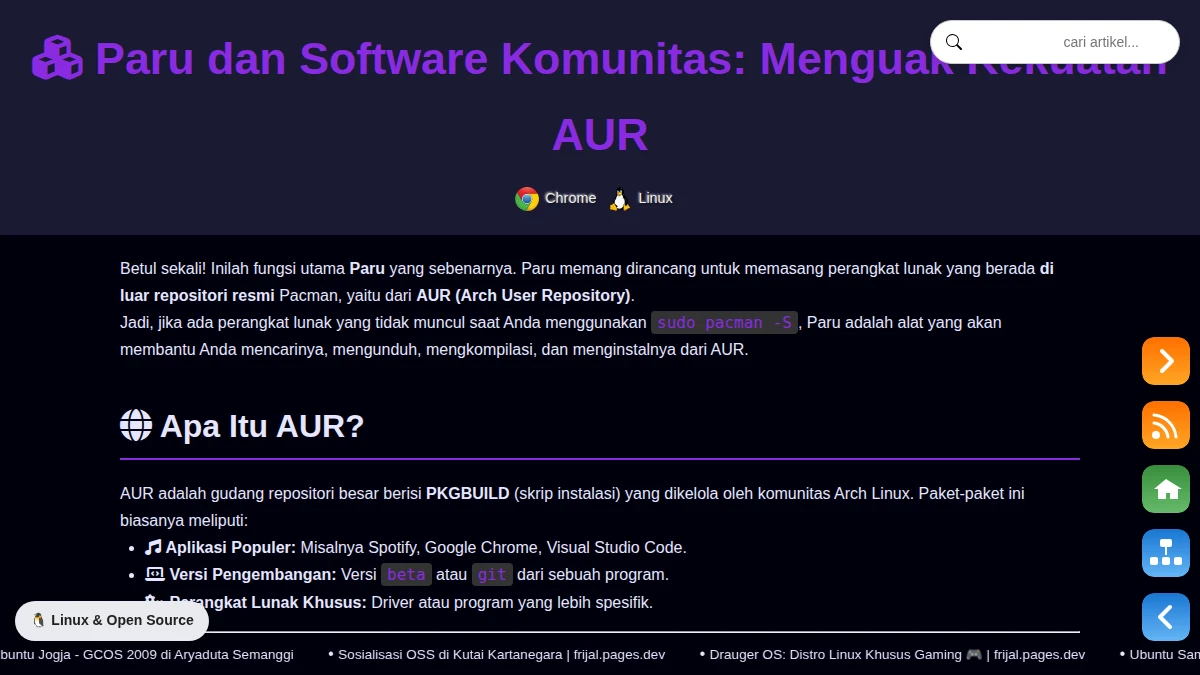 Paru dan Software Komunitas: Menguak Kekuatan
AUR
cari artikel...
Chrome Linux
Betul sekali! Inilah fungsi utama Paru yang sebenarnya. Paru memang dirancang untuk memasang perangkat lunak yang berada di
luar repositori resmi Pacman, yaitu dari AUR (Arch User Repository).
Jadi, jika ada perangkat lunak yang tidak muncul saat Anda menggunakan sudo pacman -S, Paru adalah alat yang akan
membantu Anda mencarinya, mengunduh, mengkompilasi, dan menginstalnya dari AUR.
Apa Itu AUR?
AUR adalah gudang repositori besar berisi PKGBUILD (skrip instalasi) yang dikelola oleh komunitas Arch Linux. Paket-paket ini
biasanya meliputi:
• Aplikasi Populer: Misalnya Spotify, Google Chrome, Visual Studio Code.
• Versi Pengembangan: Versi beta atau git dari sebuah program.
Perangkat Lunak Khusus: Driver atau program yang lebih spesifik.
🐧 Linux & Open Source
buntu Jogja - GCOS 2009 di Aryaduta Semanggi • Sosialisasi OSS di Kutai Kartanegara | frijal.pages.dev • Drauger OS: Distro Linux Khusus Gaming 🎮 | frijal.pages.dev • Ubuntu San